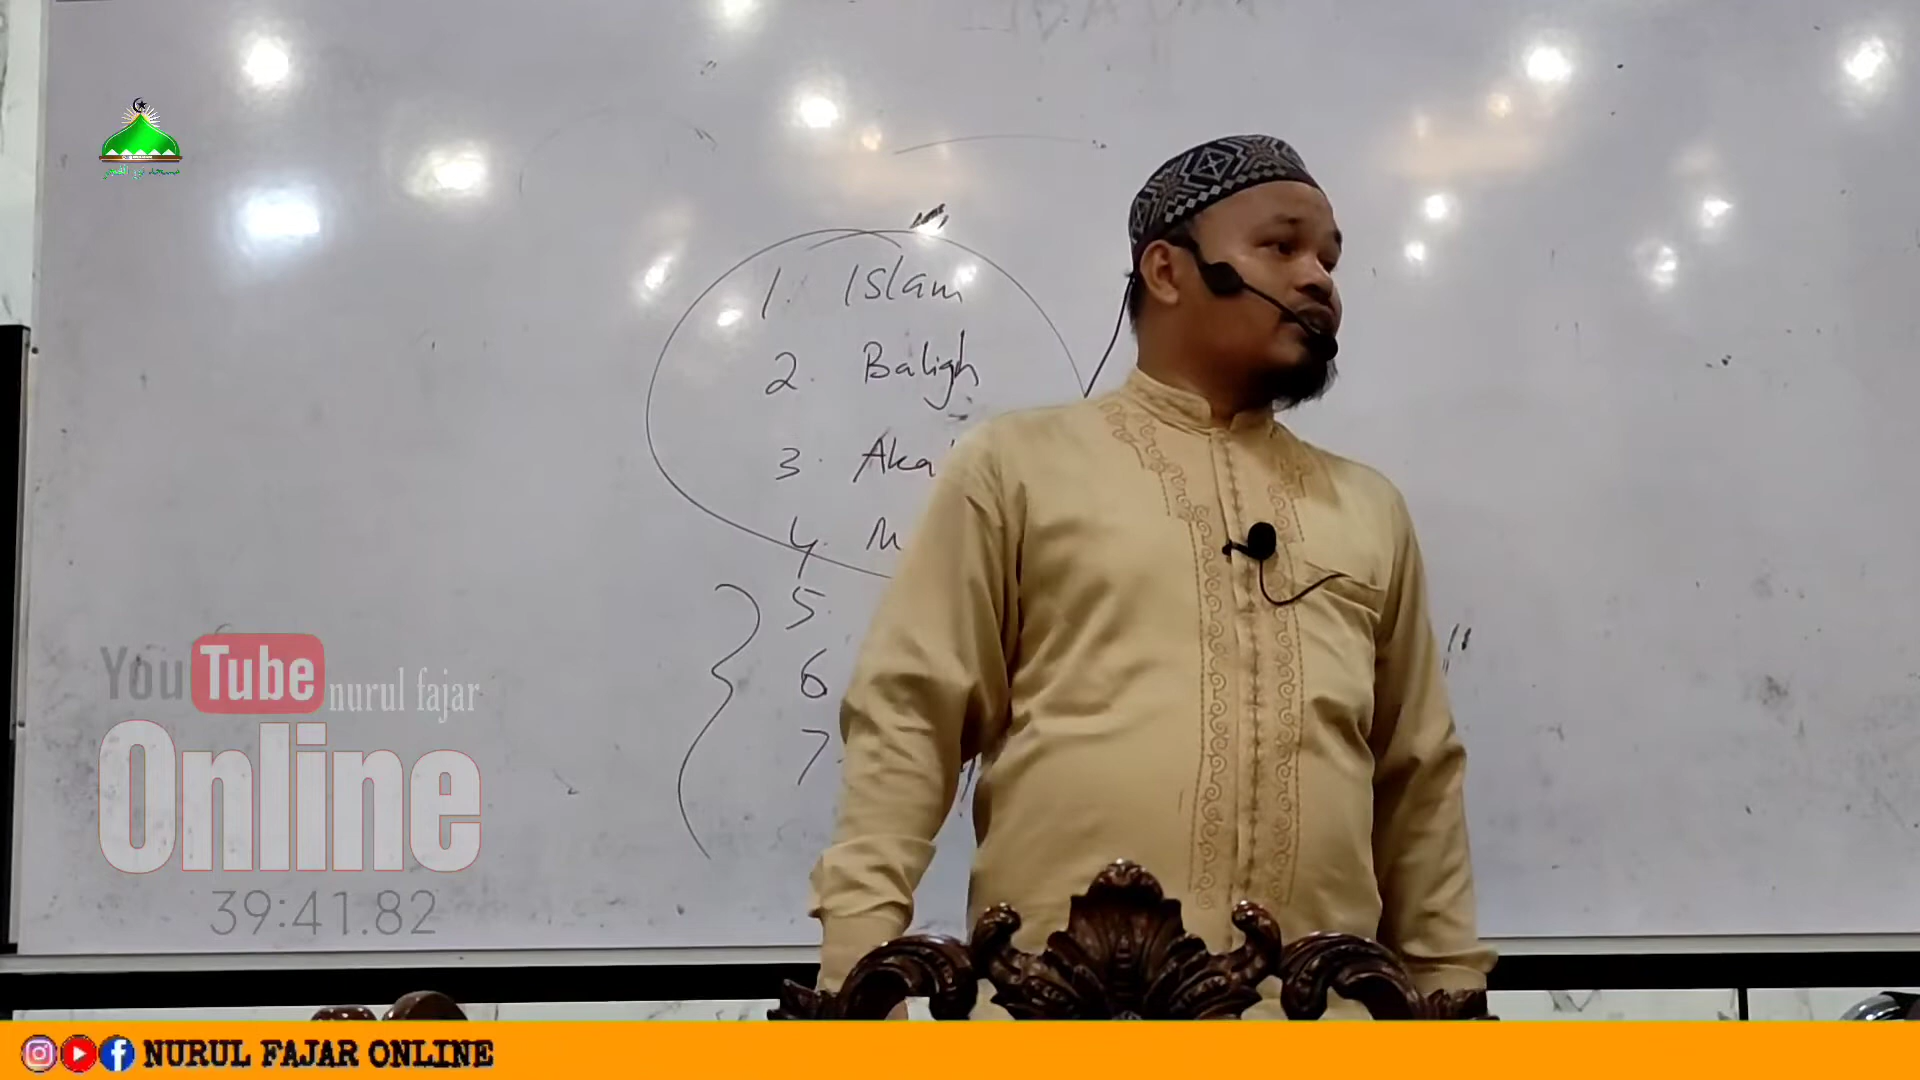 1. Islam
2. Baligh
3.
4.
5.
6
7
YouTube nurul fajar
Online
39:41.82
NURUL FAJAR ONLINE